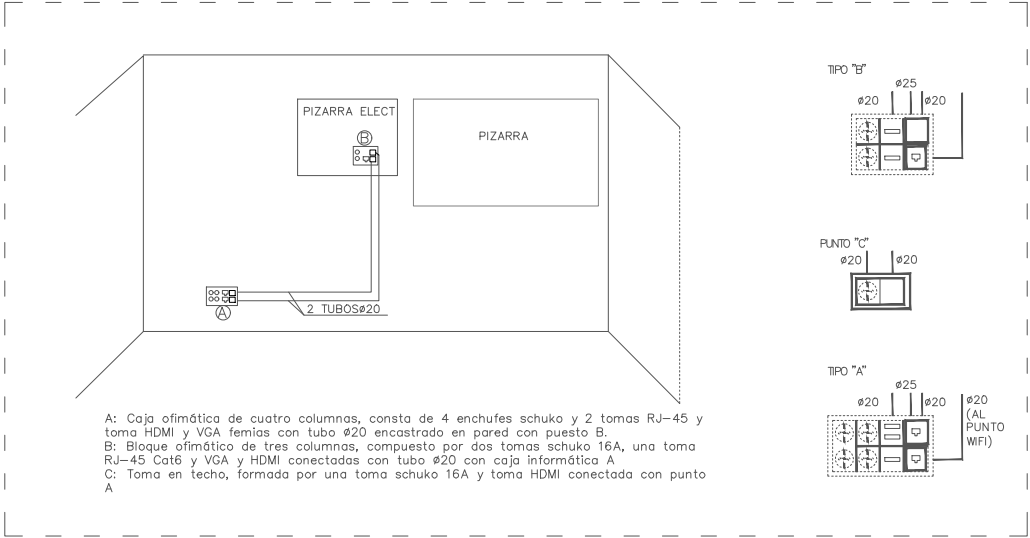 PIZARRA ELECT
B
PIZARRA
A
2 TUBOSø20
A: Caja ofimática de cuatro columnas, consta de 4 enchufes schuko y 2 tomas RJ-45 y
toma HDMI y VGA femias con tubo ø20 encastrado en pared con puesto B.
B: Bloque ofimático de tres columnas, compuesto por dos tomas schuko 16A, una toma
RJ-45 Cat6 y VGA y HDMI conectadas con tubo ø20 con caja informática A
C: Toma en techo, formada por una toma schuko 16A y toma HDMI conectada con punto
A
TIPO "B"
ø25
ø20 ø20
PUNTO "C"
ø20 ø20
TIPO "A"
ø25
ø20 ø20 ø20
(AL
PUNTO
WIFI)